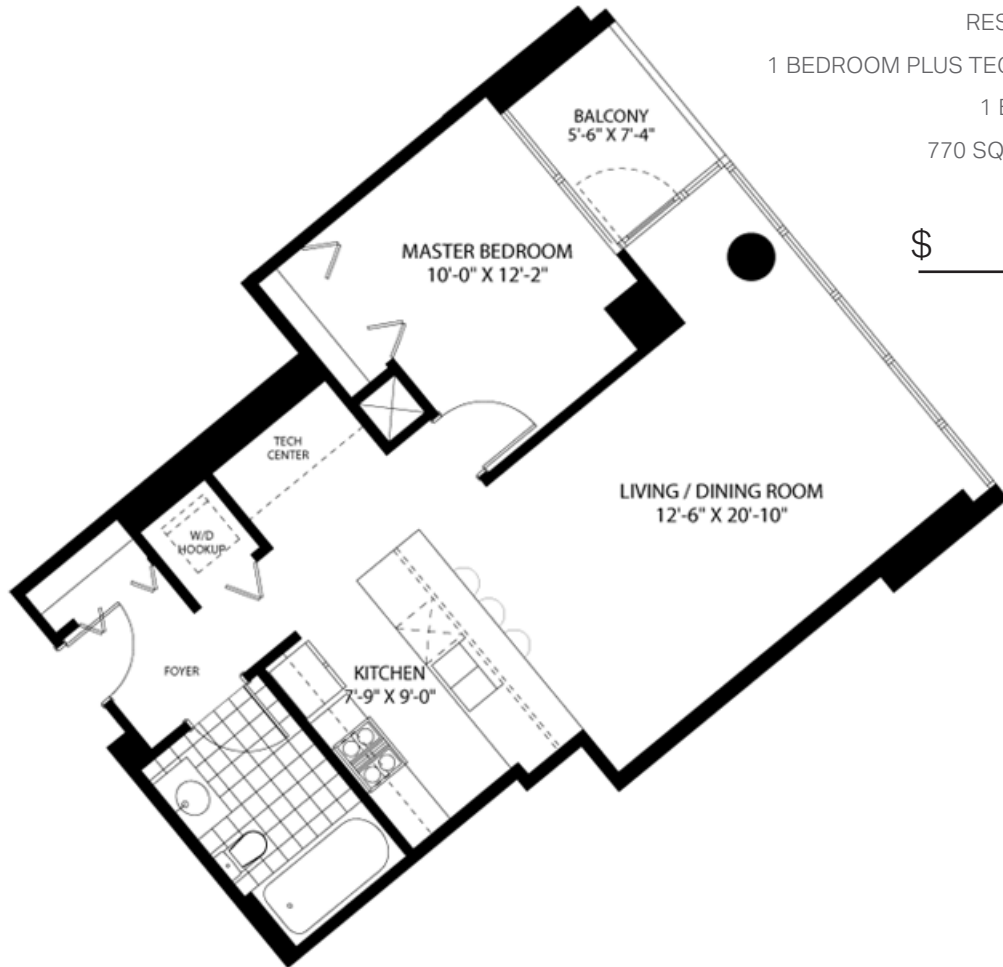 RES
1 BEDROOM PLUS TEC
1 B
770 SQ
$
BALCONY
5'-6" X 7'-4"
MASTER BEDROOM
10'-0" X 12'-2"
TECH
CENTER
LIVING / DINING ROOM
12'-6" X 20'-10"
W/D
HOOKUP
FOYER
KITCHEN
7'-9" X 9'-0"